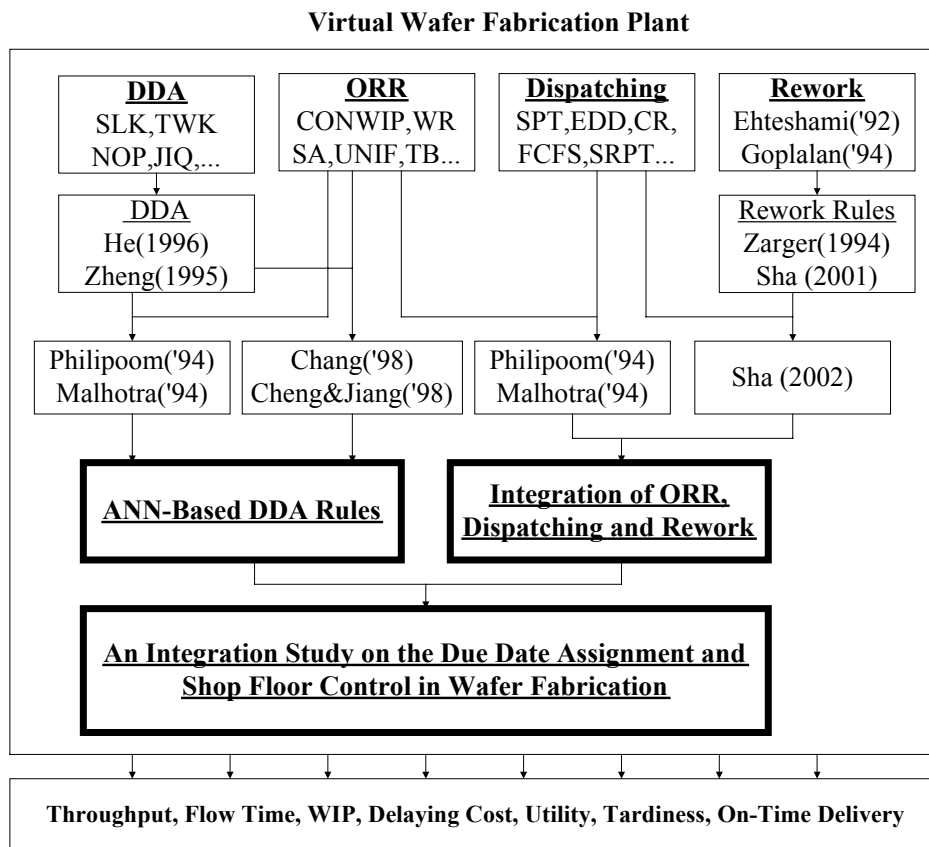 Virtual Wafer Fabrication Plant
DDA
SLK,TWK
NOP,JIQ,...
ORR
CONWIP,WR
SA,UNIF,TB...
Dispatching
SPT,EDD,CR,
FCFS,SRPT...
Rework
Ehteshami('92)
Goplalan('94)
DDA
He(1996)
Zheng(1995)
Rework Rules
Zarger(1994)
Sha (2001)
Philipoom('94)
Malhotra('94)
Chang('98)
Cheng&Jiang('98)
Philipoom('94)
Malhotra('94)
Sha (2002)
ANN-Based DDA Rules
Integration of ORR,
Dispatching and Rework
An Integration Study on the Due Date Assignment and
Shop Floor Control in Wafer Fabrication
Throughput, Flow Time, WIP, Delaying Cost, Utility, Tardiness, On-Time Delivery